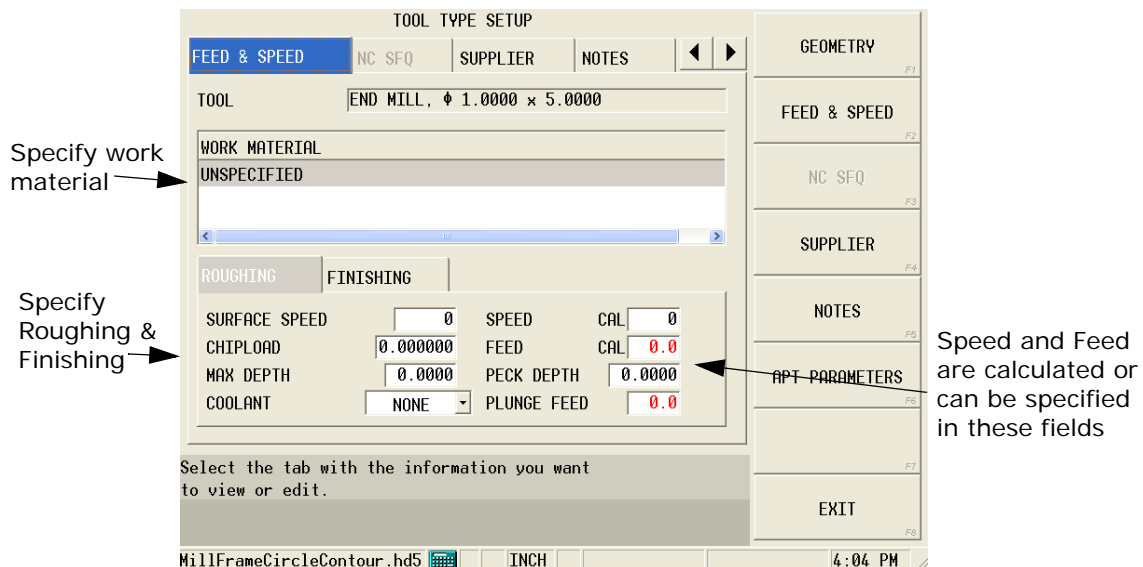 TOOL TYPE SETUP
FEED & SPEED NC SFQ SUPPLIER NOTES
TOOL END MILL, ϕ 1.0000 x 5.0000
WORK MATERIAL
UNSPECIFIED
ROUGHING FINISHING
SURFACE SPEED 0 SPEED CAL 0
CHIPLOAD 0.000000 FEED CAL 0.0
MAX DEPTH 0.0000 PECK DEPTH 0.0000
COOLANT NONE PLUNGE FEED 0.0
Select the tab with the information you want
to view or edit.
MillFrameCircleContour.hd5 INCH 4:04 PM
GEOMETRY F1
FEED & SPEED F2
NC SFQ F3
SUPPLIER F4
NOTES F5
APT PARAMETERS F6
F7
EXIT F8
Specify work
material
Specify
Roughing &
Finishing
Speed and Feed
are calculated or
can be specified
in these fields